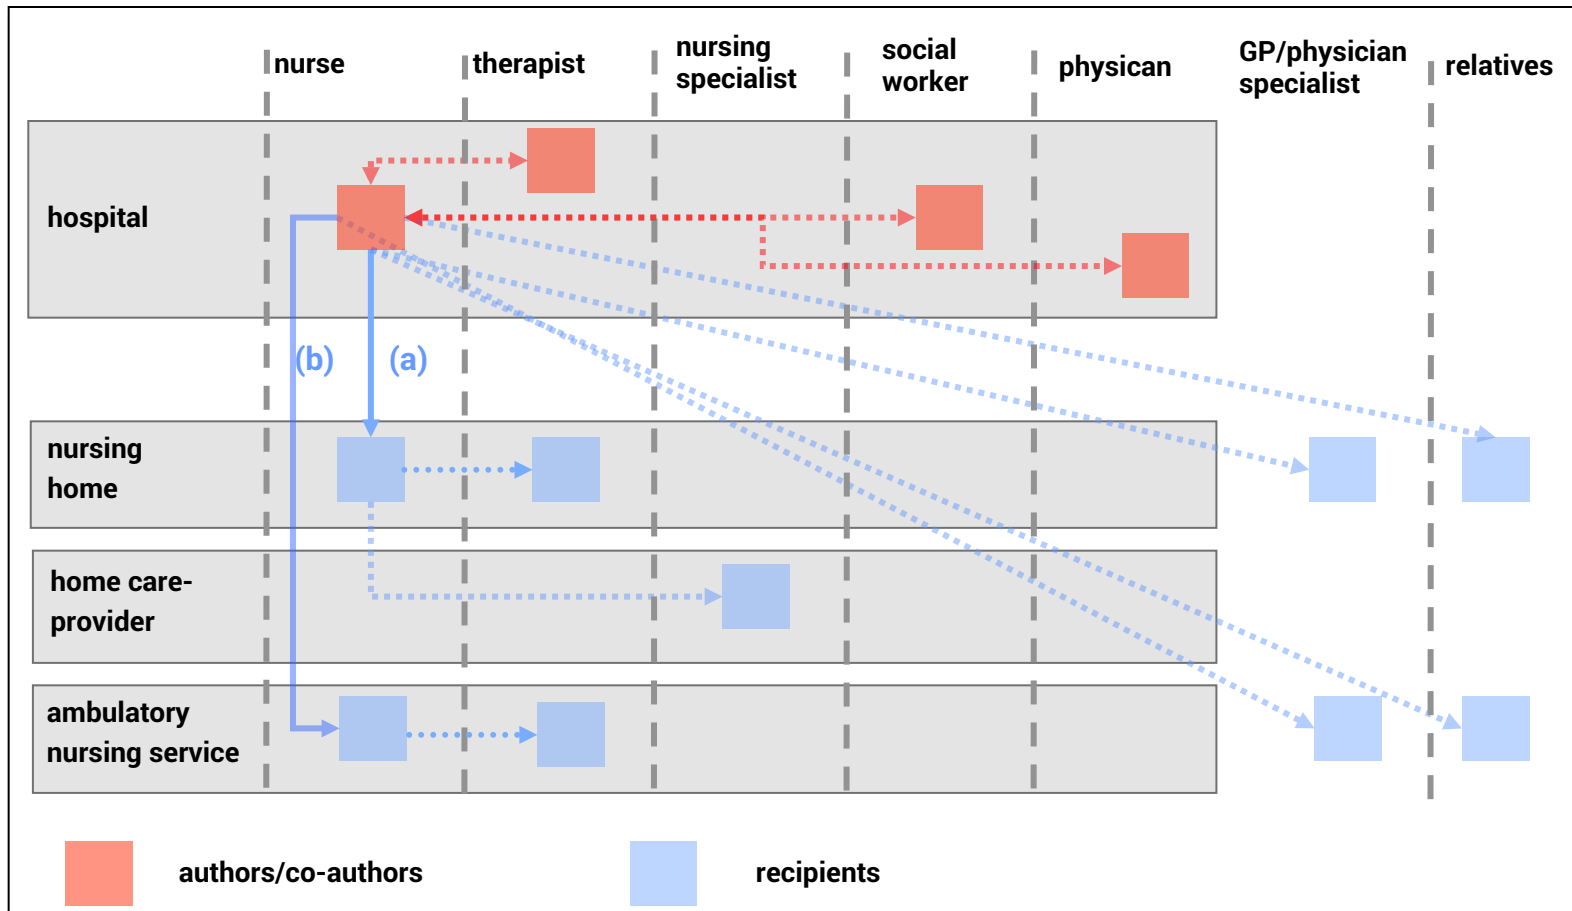 nurse
therapist
nursing
specialist
social
worker
physican
GP/physician
specialist
relatives
hospital
(b)
(a)
nursing
home
home care-
provider
ambulatory
nursing service
authors/co-authors
recipients